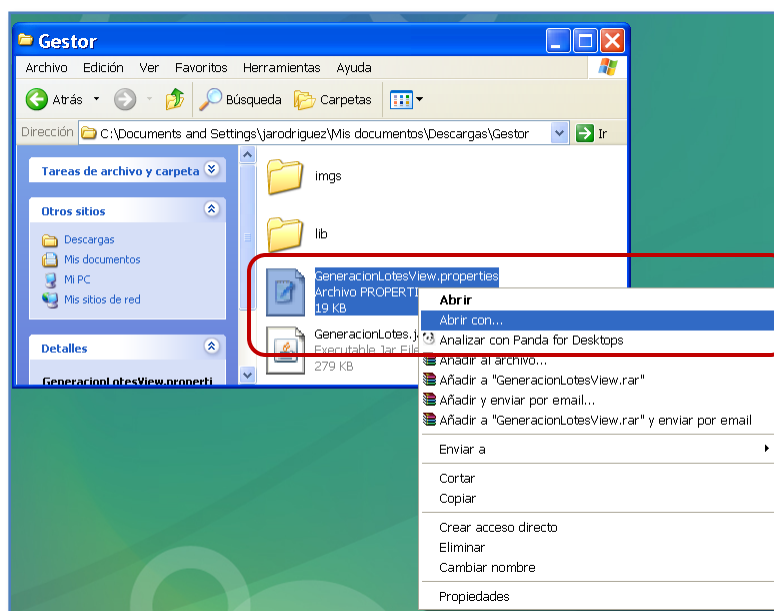 Gestor
Archivo Edición Ver Favoritos Herramientas Ayuda
Atrás Búsqueda Carpetas
Dirección C:\Documents and Settings\jarodriguez\Mis documentos\Descargas\Gestor Ir
Tareas de archivo y carpeta
Otros sitios
Descargas
Mis documentos
Mi PC
Mis sitios de red
Detalles
GeneracionLotesView.properti
imgs
lib
GeneracionLotesView.properties
Archivo PROPERTI
19 KB
GeneracionLotes.j
Executable Jar File
279 KB
Abrir
Abrir con...
Analizar con Panda for Desktops
Añadir al archivo...
Añadir a "GeneracionLotesView.rar"
Añadir y enviar por email...
Añadir a "GeneracionLotesView.rar" y enviar por email
Enviar a
Cortar
Copiar
Crear acceso directo
Eliminar
Cambiar nombre
Propiedades